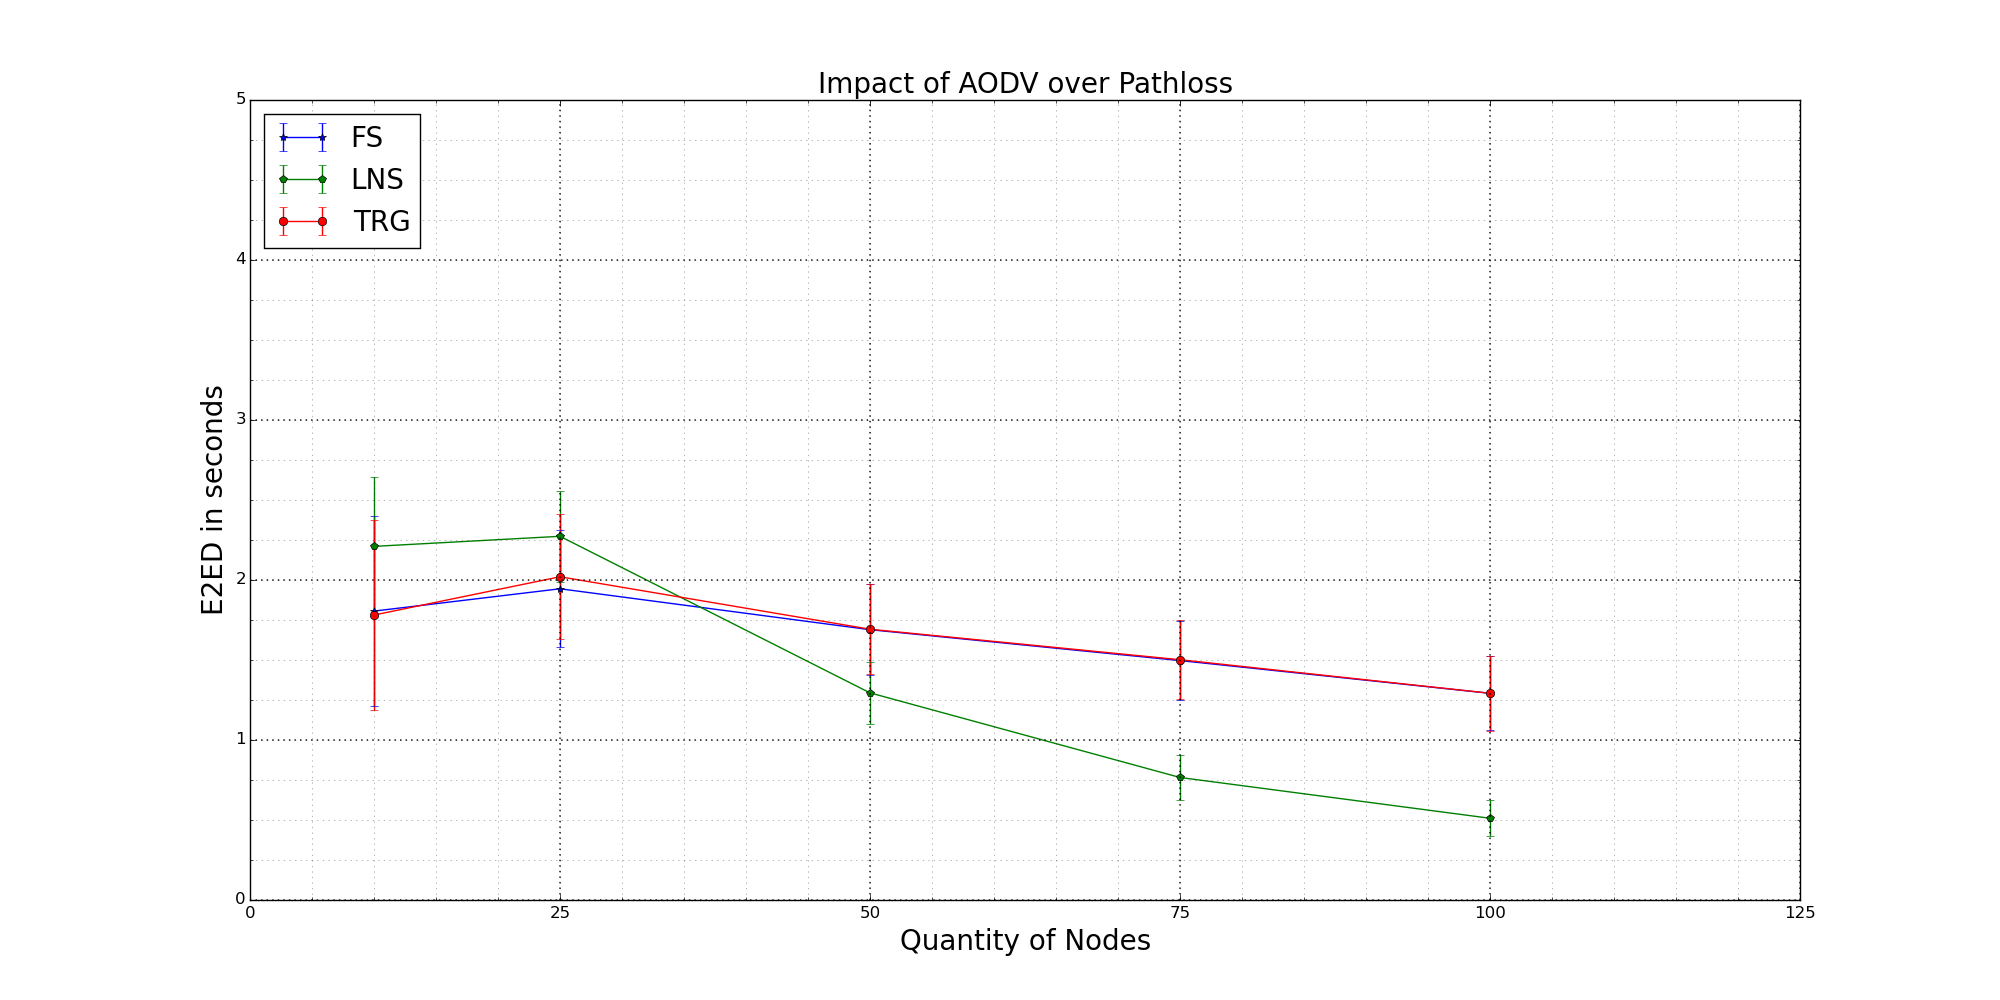 Impact of AODV over Pathloss
FS
LNS
TRG
E2ED in seconds
5
4
3
2
1
0
0 25 50 75 100 125
Quantity of Nodes